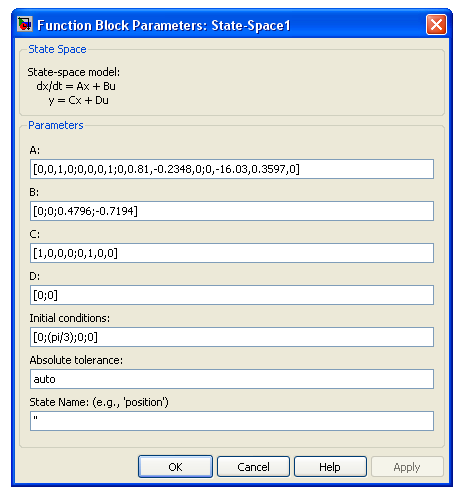 Function Block Parameters: State-Space1
State Space
State-space model:
dx/dt = Ax + Bu
y = Cx + Du
Parameters
A:
[0,0,1,0;0,0,0,1;0,0.81,-0.2348,0;0,-16.03,0.3597,0]
B:
[0;0;0.4796;-0.7194]
C:
[1,0,0,0;0,1,0,0]
D:
[0;0]
Initial conditions:
[0;(pi/3);0;0]
Absolute tolerance:
auto
State Name: (e.g., 'position')
''
OK Cancel Help Apply